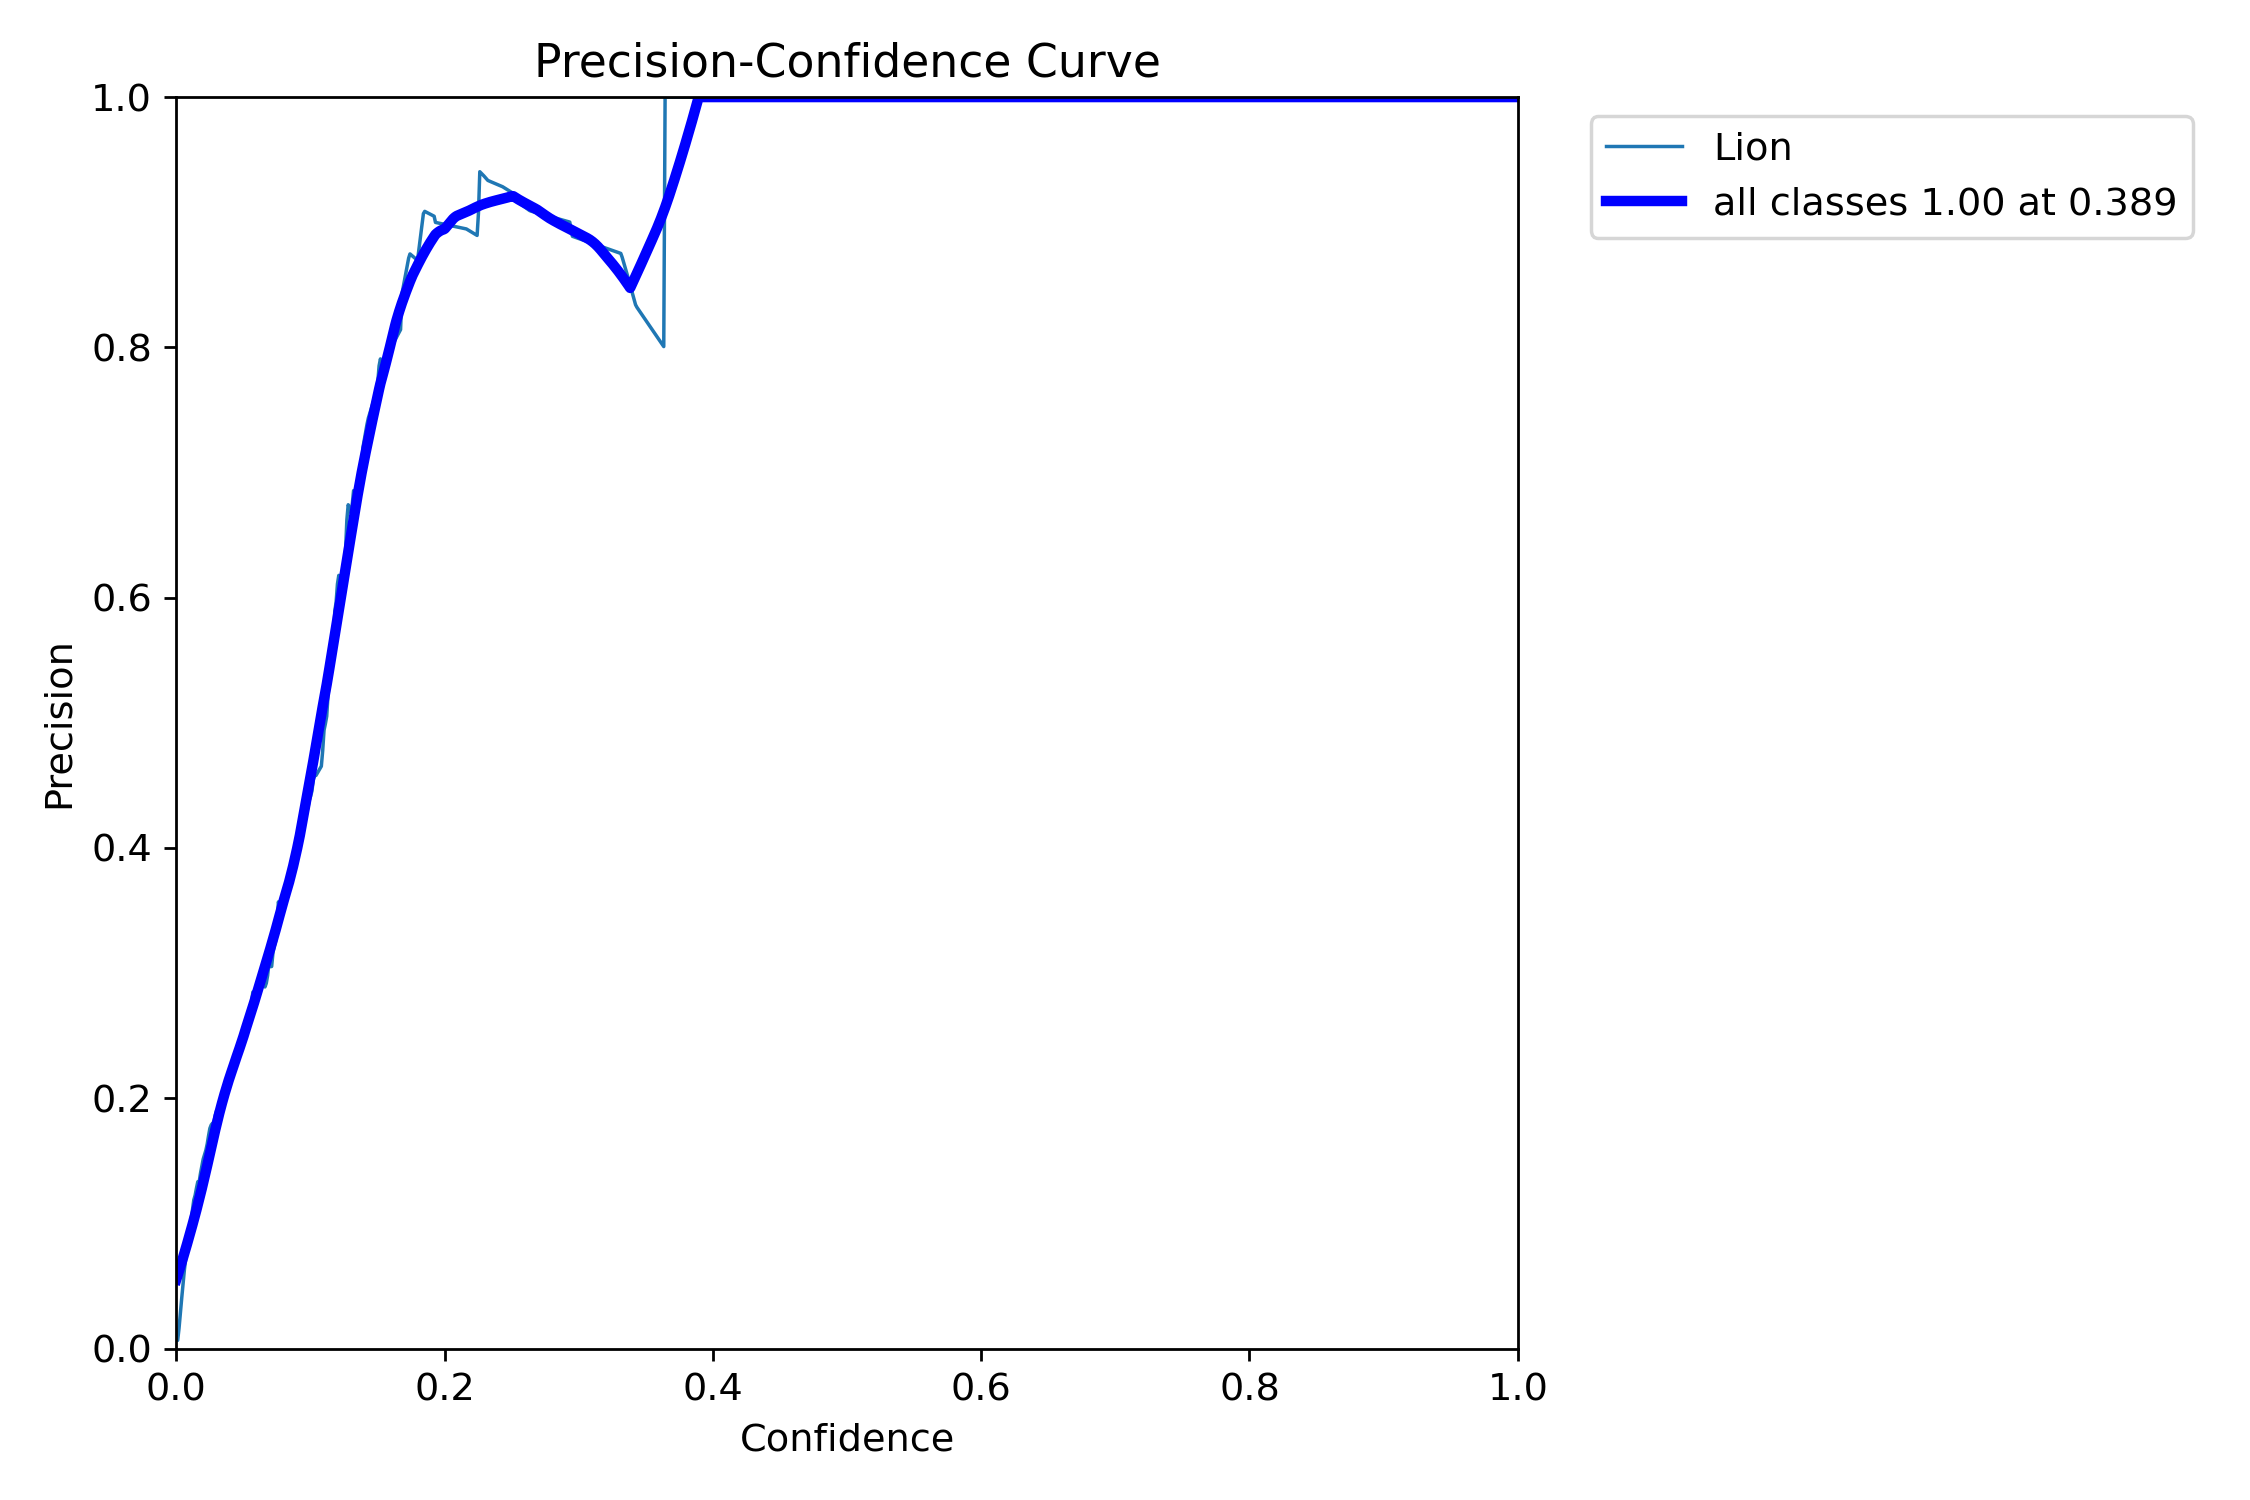 Precision-Confidence Curve
1.0
0.8
0.6
0.4
0.2
0.0
Precision
0.0 0.2 0.4 0.6 0.8 1.0
Confidence
Lion
all classes 1.00 at 0.389